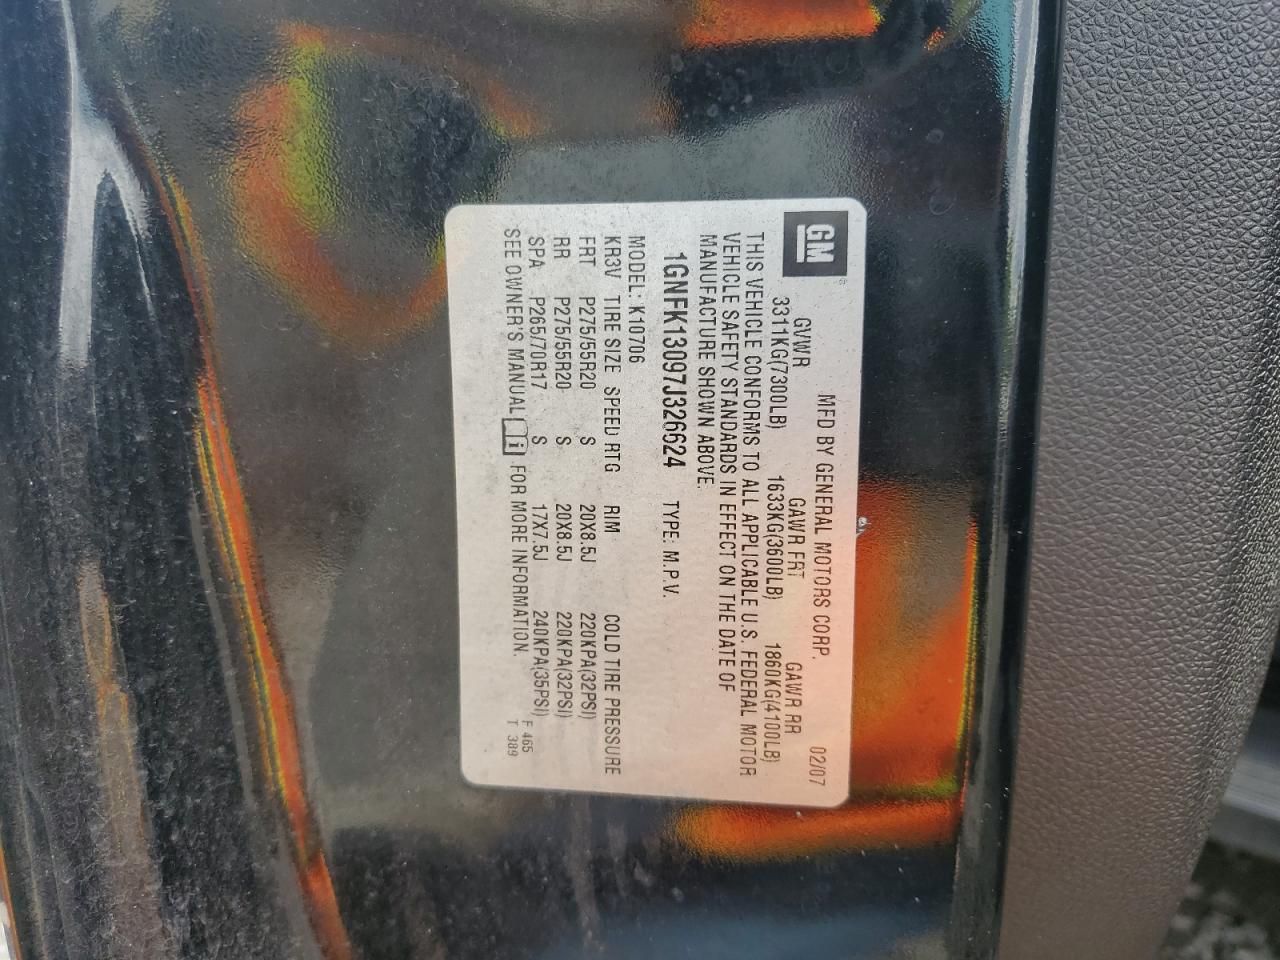 GM
MFD BY GENERAL MOTORS CORP. 02/07
GVWR GAWR FRT GAWR RR
3311KG(7300LB) 1633KG(3600LB) 1860KG(4100LB)
THIS VEHICLE CONFORMS TO ALL APPLICABLE U.S. FEDERAL MOTOR
VEHICLE SAFETY STANDARDS IN EFFECT ON THE DATE OF
MANUFACTURE SHOWN ABOVE.
1GNFK13097J326624 TYPE: M.P.V.
MODEL: K10706
KR3V TIRE SIZE SPEED RTG RIM COLD TIRE PRESSURE
FRT P275/55R20 S 20X8.5J 220KPA(32PSI)
RR P275/55R20 S 20X8.5J 220KPA(32PSI)
SPA P265/70R17 S 17X7.5J 240KPA(35PSI)
SEE OWNER'S MANUAL i FOR MORE INFORMATION.
F 465
T 389